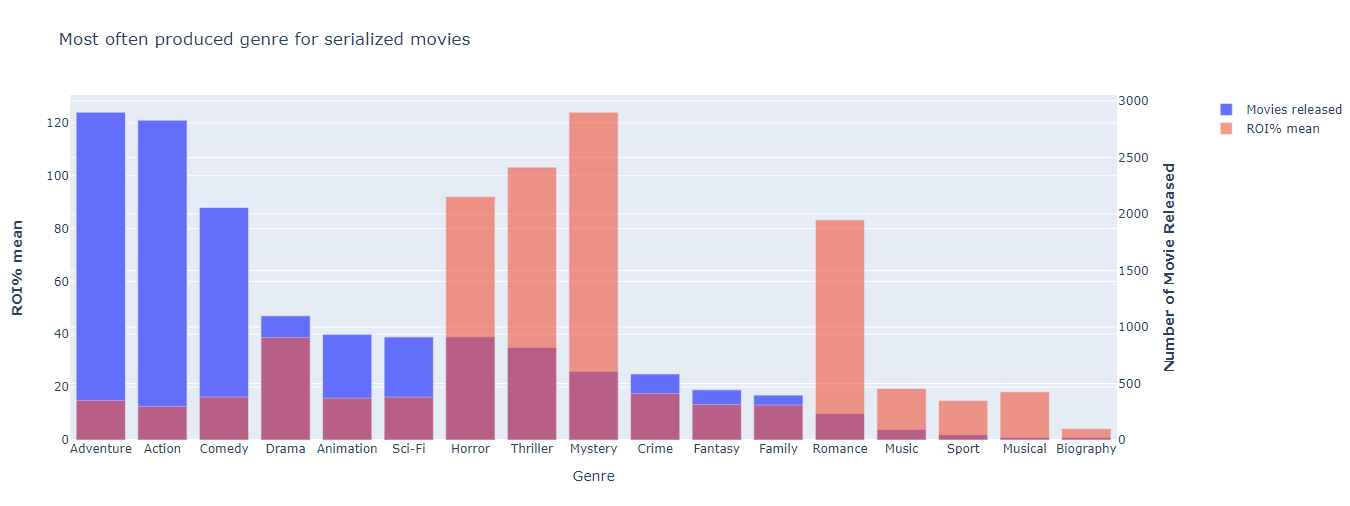 Most often produced genre for serialized movies
Movies released
ROI% mean
ROI% mean
120
100
80
60
40
20
0
3000
2500
2000
1500
1000
500
0
Number of Movie Released
Adventure Action Comedy Drama Animation Sci-Fi Horror Thriller Mystery Crime Fantasy Family Romance Music Sport Musical Biography
Genre